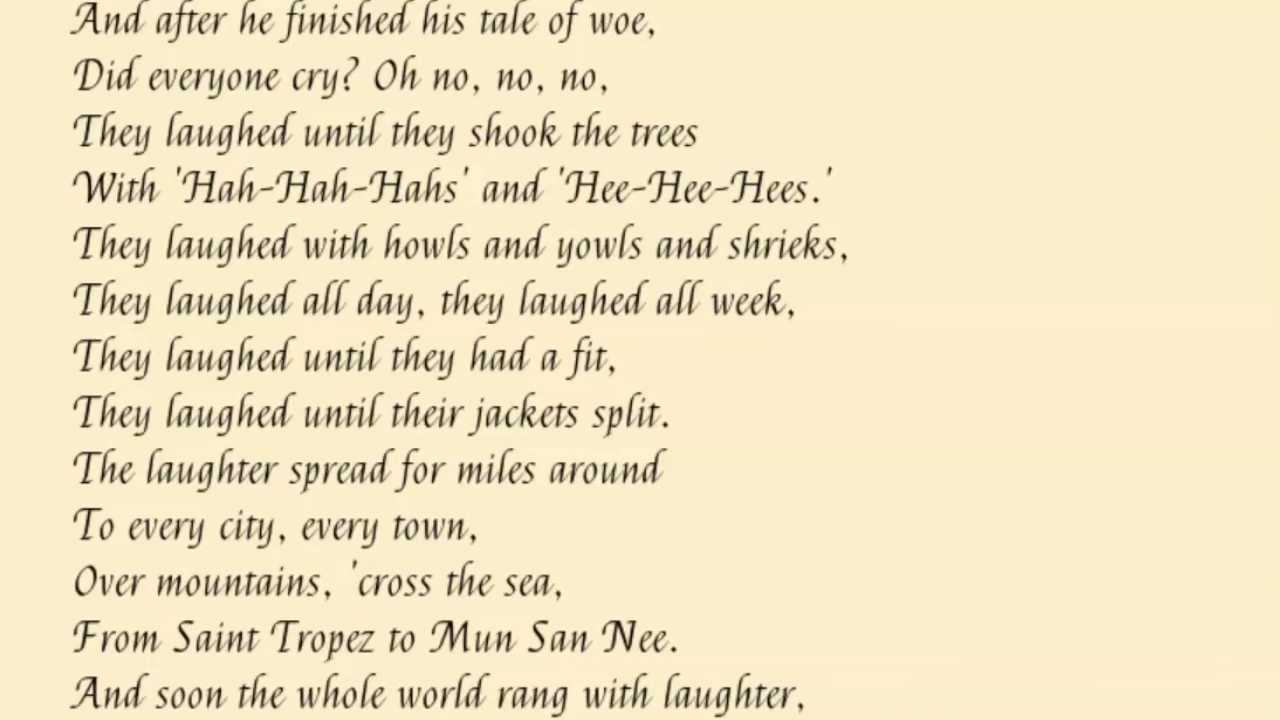 And after he finished his tale of woe,
Did everyone cry? Oh no, no, no,
They laughed until they shook the trees
With 'Hah-Hah-Hahs' and 'Hee-Hee-Hees.'
They laughed with howls and yowls and shrieks,
They laughed all day, they laughed all week,
They laughed until they had a fit,
They laughed until their jackets split.
The laughter spread for miles around
To every city, every town,
Over mountains, 'cross the sea,
From Saint Tropez to Mun San Nee.
And soon the whole world rang with laughter,